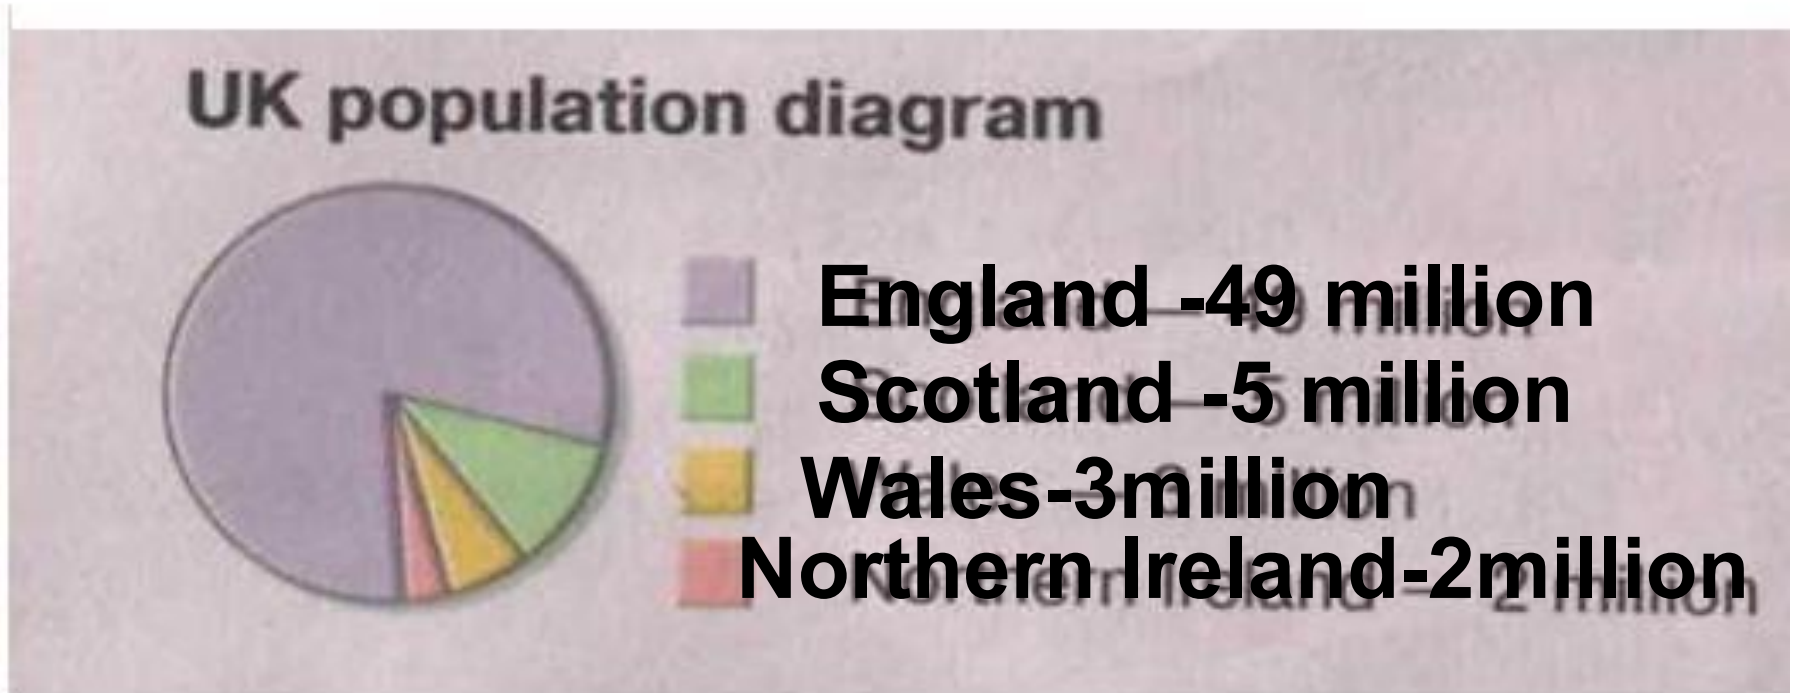 UK population diagram
England -49 million
Scotland -5 million
Wales-3million
Northern Ireland-2million